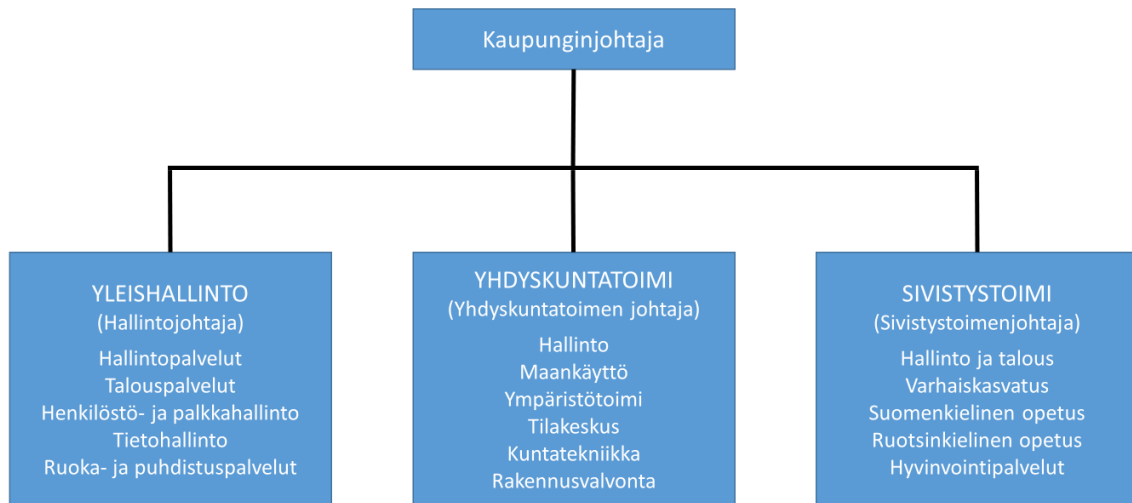 Kaupunginjohtaja
YLEISHALLINTO
(Hallintojohtaja)
Hallintopalvelut
Talouspalvelut
Henkilöstö- ja palkkahallinto
Tietohallinto
Ruoka- ja puhdistuspalvelut
YHDYSKUNTATOIMI
(Yhdyskuntatoimen johtaja)
Hallinto
Maankäyttö
Ympäristötoimi
Tilakeskus
Kuntatekniikka
Rakennusvalvonta
SIVISTYSTOIMI
(Sivistystoimenjohtaja)
Hallinto ja talous
Varhaiskasvatus
Suomenkielinen opetus
Ruotsinkielinen opetus
Hyvinvointipalvelut